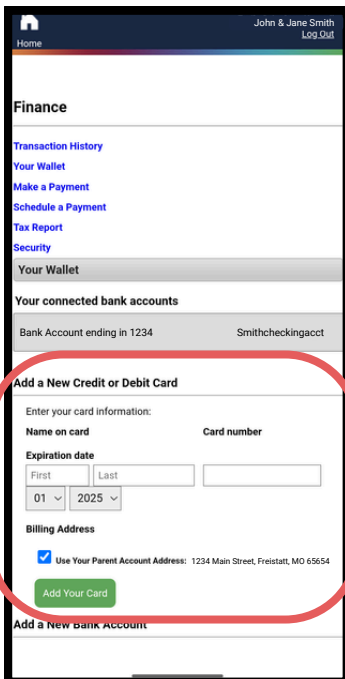 John & Jane Smith
Home
Log Out
Finance
Transaction History
Your Wallet
Make a Payment
Schedule a Payment
Tax Report
Security
Your Wallet
Your connected bank accounts
Bank Account ending in 1234 Smithcheckingacct
Add a New Credit or Debit Card
Enter your card information:
Name on card Card number
Expiration date
First Last
01 2025
Billing Address
Use Your Parent Account Address: 1234 Main Street, Freistatt, MO 65654
Add Your Card
Add a New Bank Account